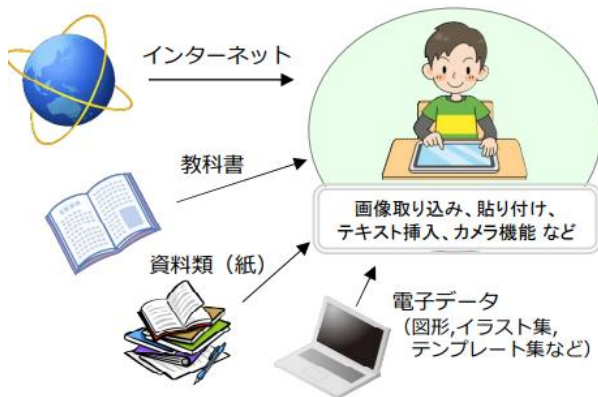 インターネット
教科書
画像取り込み、貼り付け、
テキスト挿入、カメラ機能 など
資料類（紙）
電子データ
（図形,イラスト集,
テンプレート集など）